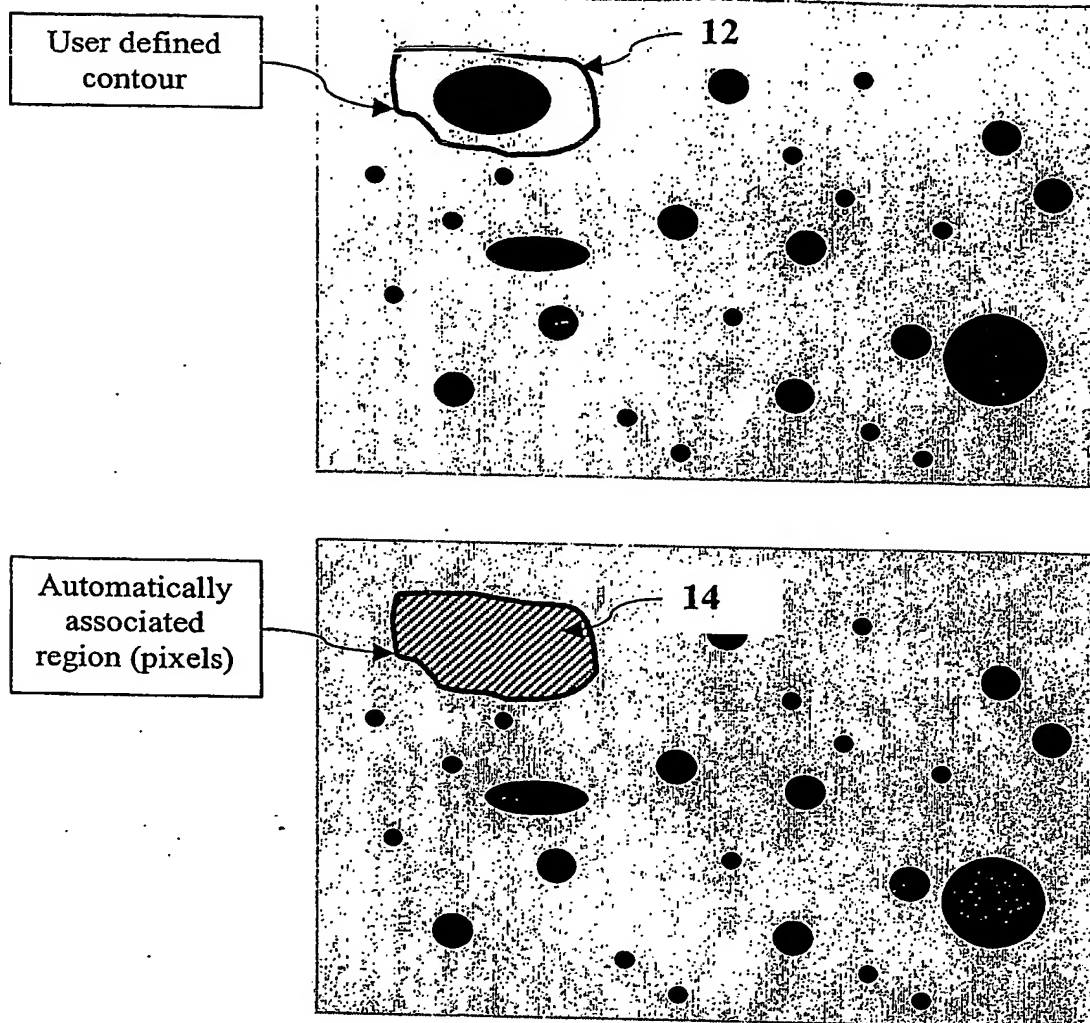 User defined
contour
12
Automatically
associated
region (pixels)
14